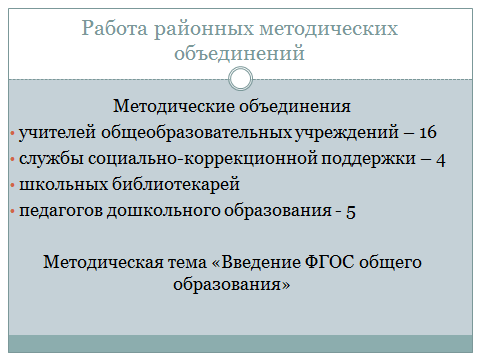 Работа районных методических
объединений
Методические объединения
• учителей общеобразовательных учреждений – 16
• службы социально-коррекционной поддержки – 4
• школьных библиотекарей
• педагогов дошкольного образования - 5
Методическая тема «Введение ФГОС общего
образования»